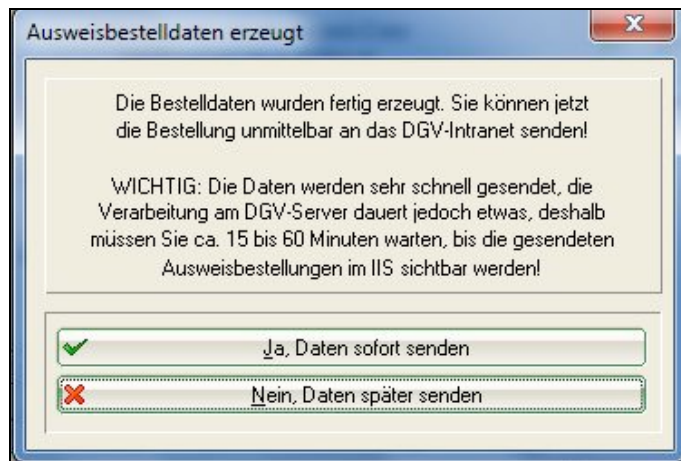 Ausweisbestelldaten erzeugt
Die Bestelldaten wurden fertig erzeugt. Sie können jetzt
die Bestellung unmittelbar an das DGV-Intranet senden!
WICHTIG: Die Daten werden sehr schnell gesendet, die
Verarbeitung am DGV-Server dauert jedoch etwas, deshalb
müssen Sie ca. 15 bis 60 Minuten warten, bis die gesendeten
Ausweisbestellungen im IIS sichtbar werden!
Ja, Daten sofort senden
Nein, Daten später senden